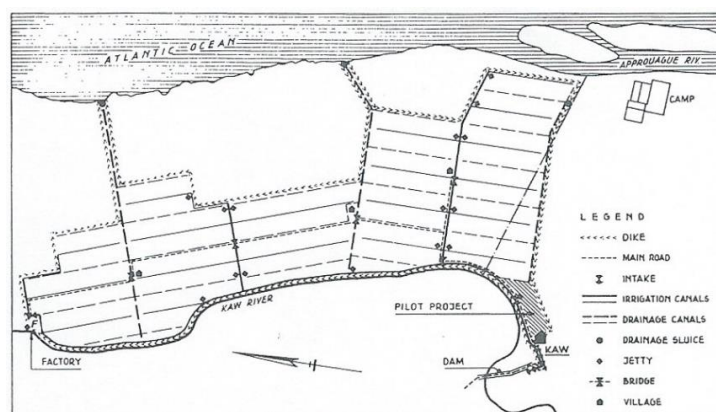 ATLANTIC OCEAN
APPROUAGUE RIV.
CAMP
LEGEND
DIKE
MAIN ROAD
INTAKE
IRRIGATION CANALS
DRAINAGE CANALS
DRAINAGE SLUICE
JETTY
BRIDGE
VILLAGE
KAW RIVER
PILOT PROJECT
F
FACTORY
DAM
KAW